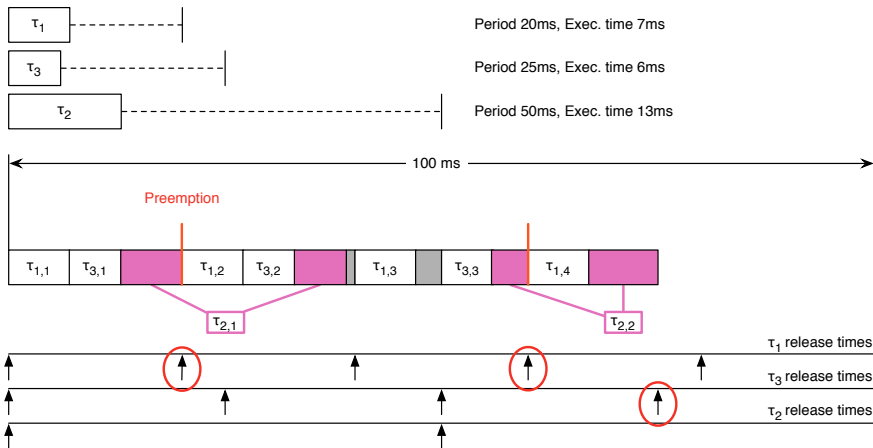 τ1 Period 20ms, Exec. time 7ms
τ3 Period 25ms, Exec. time 6ms
τ2 Period 50ms, Exec. time 13ms
100 ms
Preemption
τ1,1 τ3,1 τ1,2 τ3,2 τ1,3 τ3,3 τ1,4
τ2,1 τ2,2
τ1 release times
τ3 release times
τ2 release times